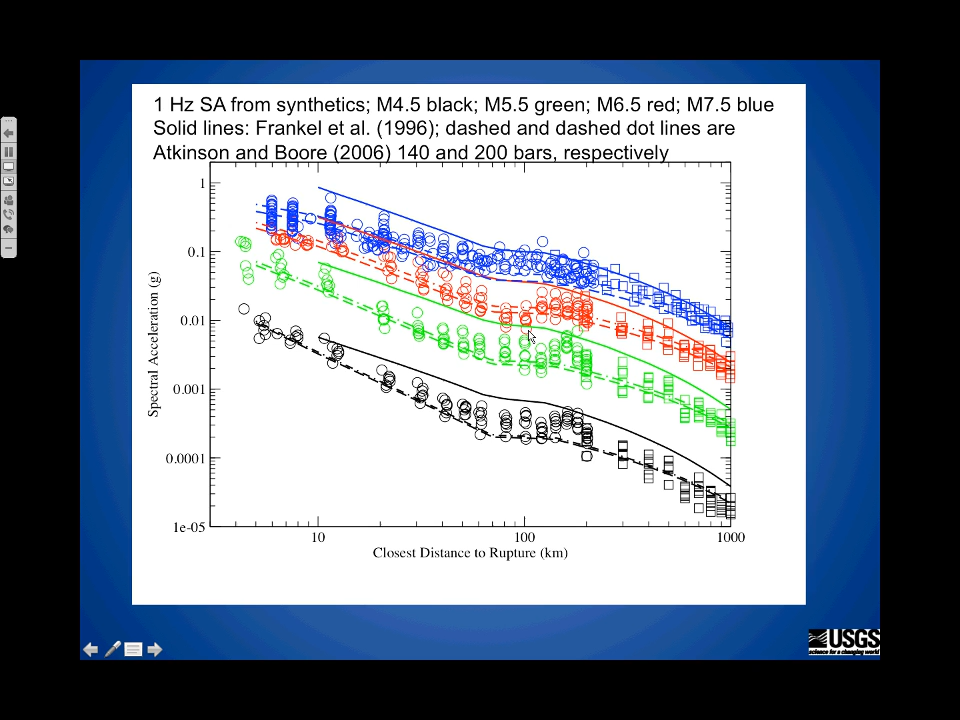 1 Hz SA from synthetics; M4.5 black; M5.5 green; M6.5 red; M7.5 blue
Solid lines: Frankel et al. (1996); dashed and dashed dot lines are
Atkinson and Boore (2006) 140 and 200 bars, respectively
1
0.1
0.01
0.001
0.0001
1e-05
Spectral Acceleration (g)
10 100 1000
Closest Distance to Rupture (km)
USGS
science for a changing world